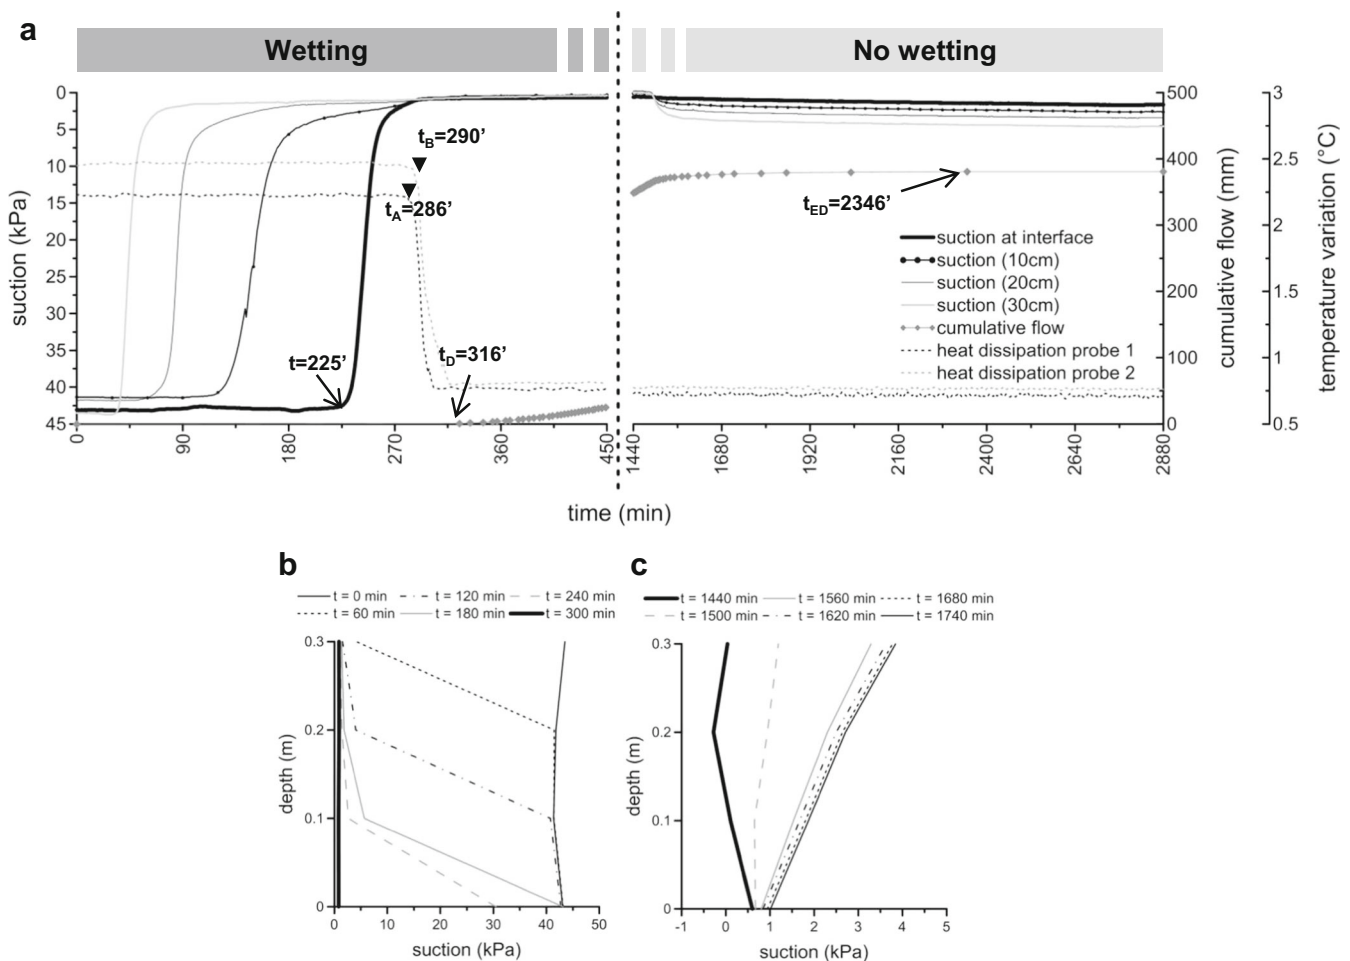 a
Wetting
No wetting
0
5
10
15
20
25
30
35
40
45
suction (kPa)
tB=290'
tA=286'
t=225'
tD=316'
tED=2346'
suction at interface
suction (10cm)
suction (20cm)
suction (30cm)
cumulative flow
heat dissipation probe 1
heat dissipation probe 2
500
400
300
200
100
0
cumulative flow (mm)
3
2.5
2
1.5
1
0.5
temperature variation (°C)
0
90
180
270
360
450
1440
1680
1920
2160
2400
2640
2880
time (min)
b
t = 0 min
t = 120 min
t = 240 min
t = 60 min
t = 180 min
t = 300 min
0.3
0.2
0.1
0
depth (m)
0
10
20
30
40
50
suction (kPa)
c
t = 1440 min
t = 1560 min
t = 1680 min
t = 1500 min
t = 1620 min
t = 1740 min
0.3
0.2
0.1
0
depth (m)
-1
0
1
2
3
4
5
suction (kPa)